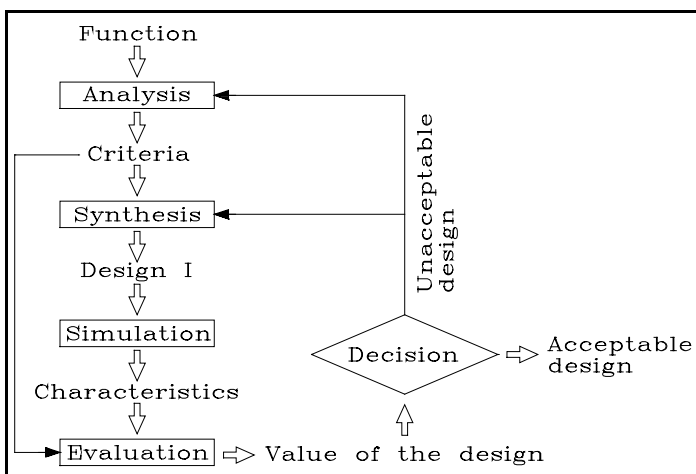 Function
Analysis
Criteria
Synthesis
Design I
Simulation
Characteristics
Evaluation
Value of the design
Decision
Unacceptable
design
Acceptable
design